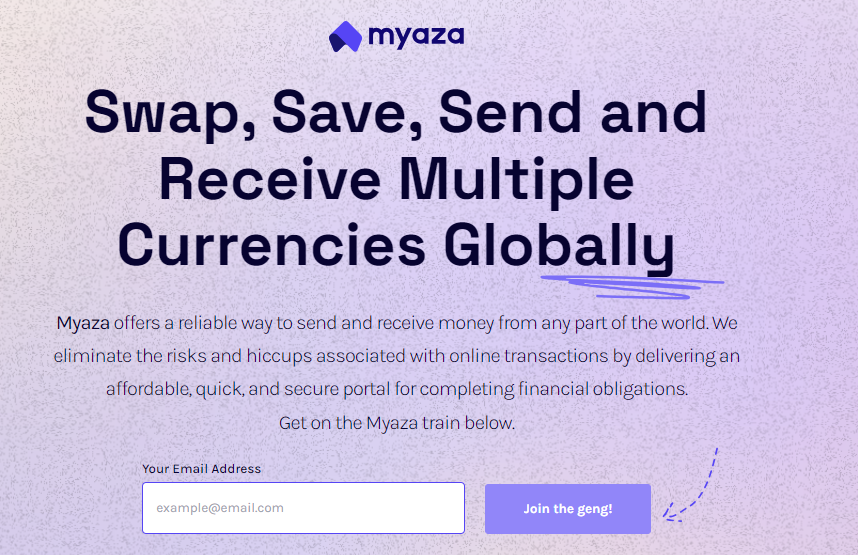 myaza
Swap, Save, Send and
Receive Multiple
Currencies Globally
Myaza offers a reliable way to send and receive money from any part of the world. We
eliminate the risks and hiccups associated with online transactions by delivering an
affordable, quick, and secure portal for completing financial obligations.
Get on the Myaza train below.
Your Email Address
example@email.com
Join the geng!